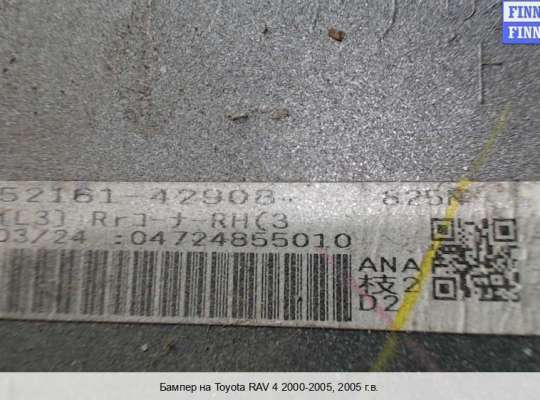 FINN
FINN
52161-42908
(L3) Rrコーナ-RH(3
03/24 :04724855010
ANA
枝2
D2
Бампер на Toyota RAV 4 2000-2005, 2005 г.в.